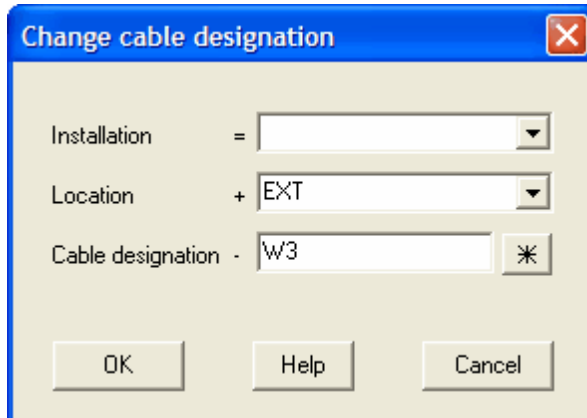 Change cable designation
Installation =
Location + EXT
Cable designation - W3 *
OK Help Cancel